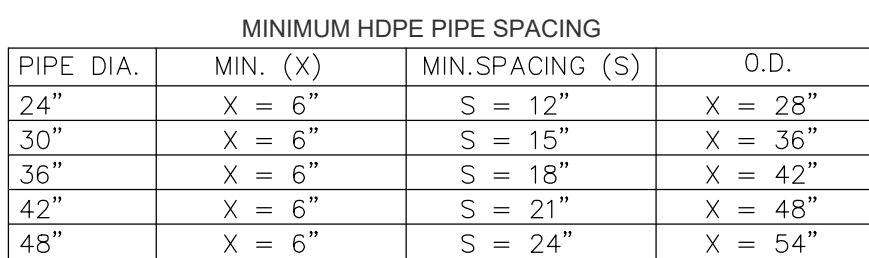 MINIMUM HDPE PIPE SPACING
PIPE DIA. MIN. (X) MIN.SPACING (S) O.D.
24” X = 6” S = 12” X = 28”
30” X = 6” S = 15” X = 36”
36” X = 6” S = 18” X = 42”
42” X = 6” S = 21” X = 48”
48” X = 6” S = 24” X = 54”